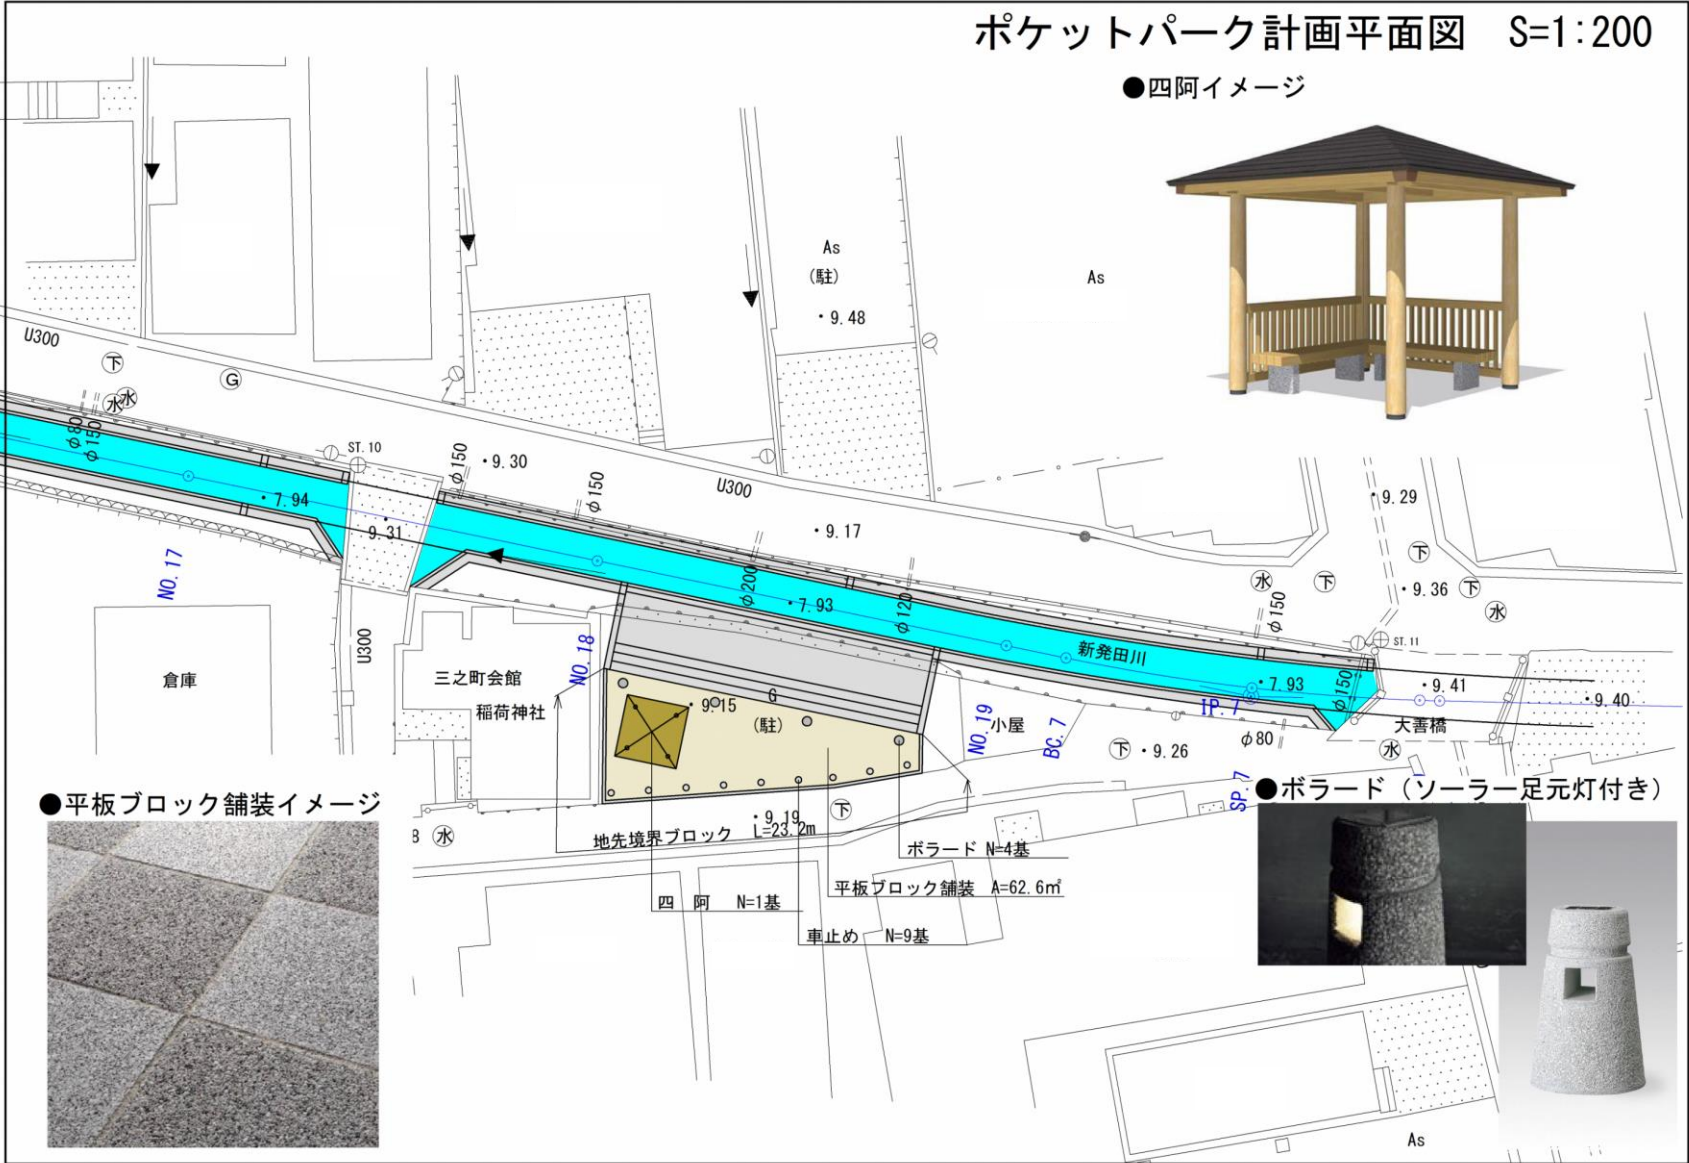 ポケットパーク計画平面図 S=1:200
●四阿イメージ
As
(駐)
・9.48
As
U300
下
G
水
水
φ80
φ150
ST.10
φ150
・9.30
φ150
U300
・9.29
・7.94
・9.31
・9.17
下
水
下
・9.36
下
水
NO.17
φ200
・7.93
φ120
φ150
ST.11
新発田川
U300
NO.18
倉庫
三之町会館
稲荷神社
G
・9.15
(駐)
NO.19
小屋
BC.7
・7.93
IP.7
φ150
・9.41
・9.40
大善橋
φ80
水
下
・9.26
SP.7
●平板ブロック舗装イメージ
●ボラード (ソーラー足元灯付き)
8
水
・9.19
下
地先境界ブロック L=23.2m
ボラード N=4基
平板ブロック舗装 A=62.6㎡
四 阿 N=1基
車止め N=9基
As